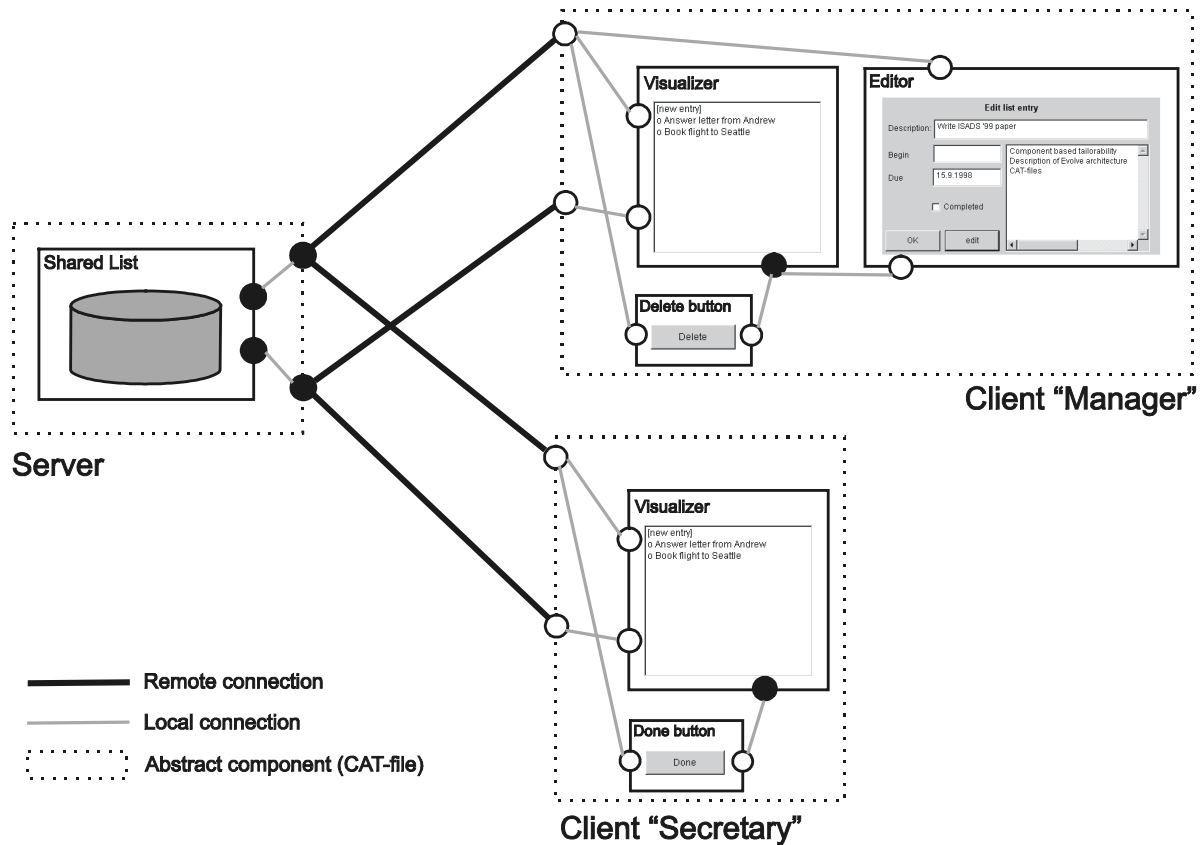 Shared List
Server
Visualizer
[new entry]
o Answer letter from Andrew
o Book flight to Seattle
Delete button
Delete
Editor
Edit list entry
Description: Write ISADS '99 paper
Begin
Due 15.9.1998
Completed
Component based tailorability
Description of Evolve architecture
CAT-files
OK edit
Client “Manager”
Visualizer
[new entry]
o Answer letter from Andrew
o Book flight to Seattle
Done button
Done
Client “Secretary”
Remote connection
Local connection
Abstract component (CAT-file)